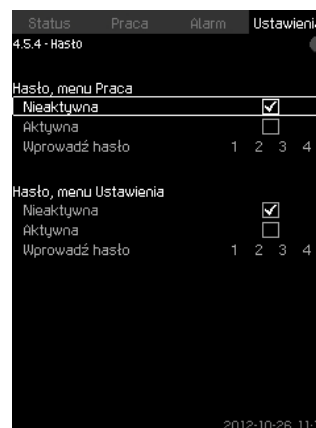 Status Praca Alarm Ustawienia
4.5.4 - Hasło
Hasło, menu Praca
Nieaktywna
Aktywna
Wprowadź hasło 1 2 3 4
Hasło, menu Ustawienia
Nieaktywna
Aktywna
Wprowadź hasło 1 2 3 4
2012-10-26 11: